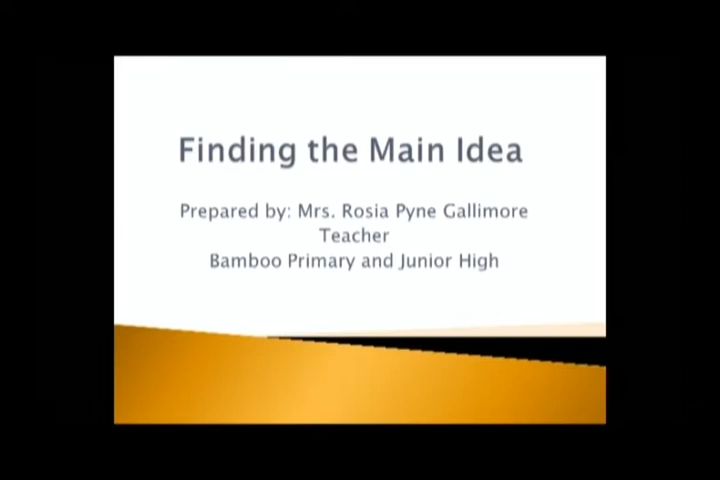 Finding the Main Idea
Prepared by: Mrs. Rosia Pyne Gallimore
Teacher
Bamboo Primary and Junior High